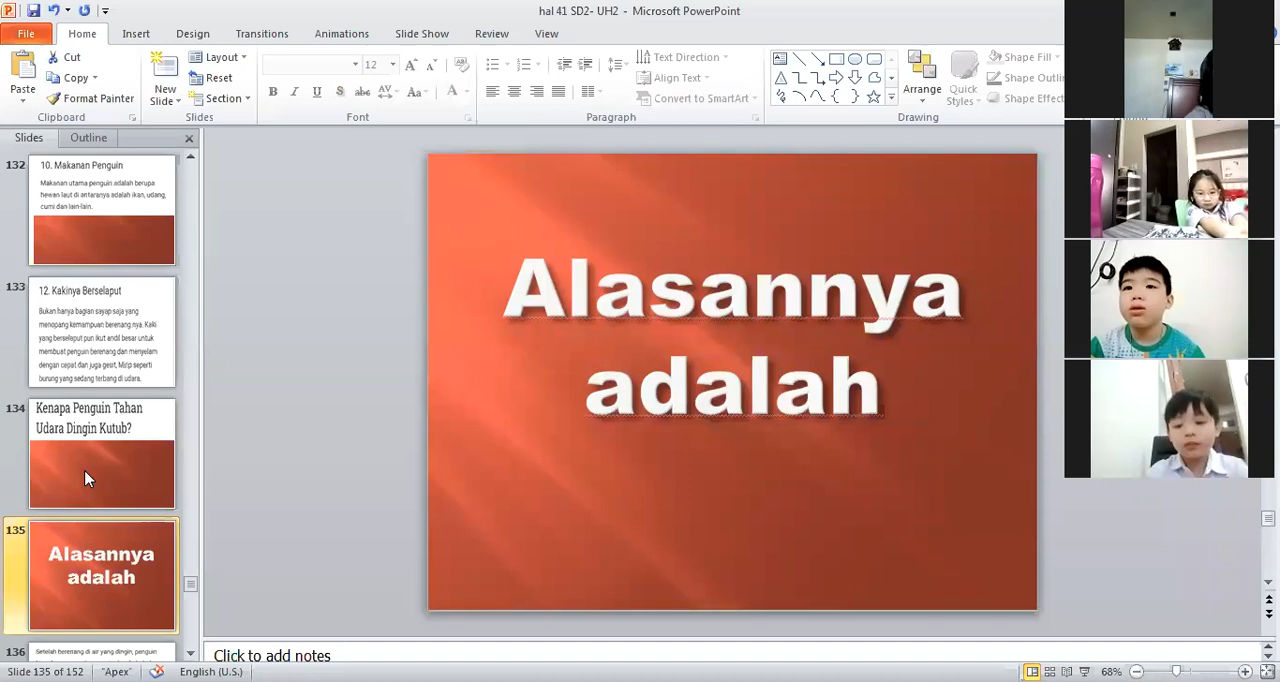 hal 41 SD2- UH2 - Microsoft PowerPoint
File Home Insert Design Transitions Animations Slide Show Review View
Paste
Cut
Copy
Format Painter
Clipboard
New
Slide
Layout
Reset
Section
Slides
12
Font
Text Direction
Align Text
Convert to SmartArt
Paragraph
Arrange
Quick
Styles
Shape Fill
Shape Outlin
Shape Effect
Drawing
Slides Outline
132
10. Makanan Penguin
Makanan utama penguin adalah berupa
hewan laut di antaranya adalah ikan, udang,
cumi dan lain-lain.
133
12. Kakinya Berselaput
Bukan hanya bagian sayap saja yang
menopang kemampuan berenang nya. Kaki
yang berseleput pun ikut andil besar untuk
membuat penguin berenang dan menyelam
dengan cepat dan juga gesit, Mirip seperti
burung yang sedang terbang di udara.
134
Kenapa Penguin Tahan
Udara Dingin Kutub?
135
Alasannya
adalah
136
Setelah berenang di air yang dingin, penguin
Alasannya
adalah
Click to add notes
Slide 135 of 152 "Apex" English (U.S.) 68%